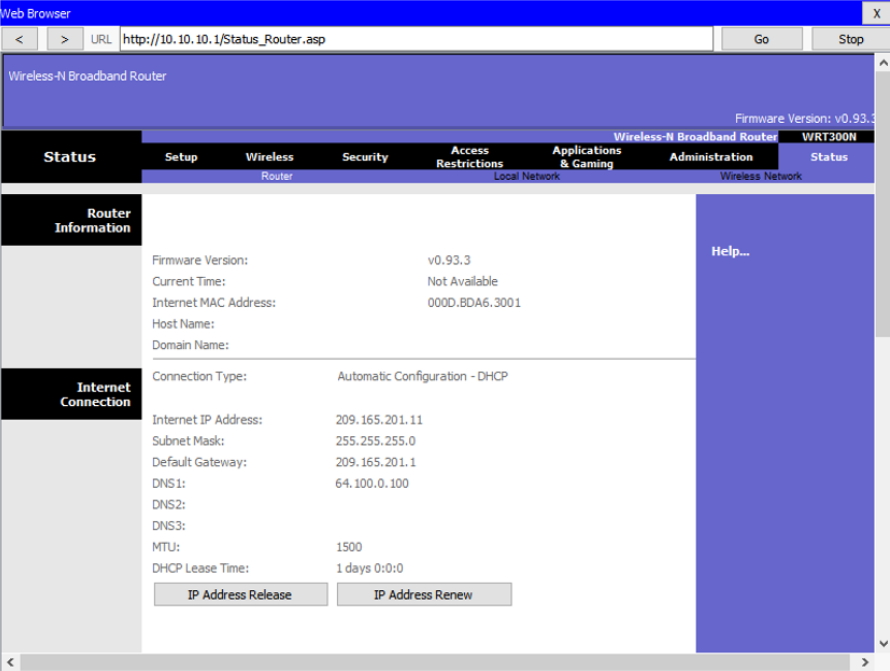 Web Browser X
< > URL http://10.10.10.1/Status_Router.asp Go Stop
Wireless-N Broadband Router
Firmware Version: v0.93.3
Wireless-N Broadband Router WRT300N
Status Setup Wireless Security Access Restrictions Applications & Gaming Administration Status
Router Local Network Wireless Network
Router Information
Help...
Firmware Version: v0.93.3
Current Time: Not Available
Internet MAC Address: 000D.BDA6.3001
Host Name:
Domain Name:
Internet Connection
Connection Type: Automatic Configuration - DHCP
Internet IP Address: 209.165.201.11
Subnet Mask: 255.255.255.0
Default Gateway: 209.165.201.1
DNS1: 64.100.0.100
DNS2:
DNS3:
MTU: 1500
DHCP Lease Time: 1 days 0:0:0
IP Address Release IP Address Renew